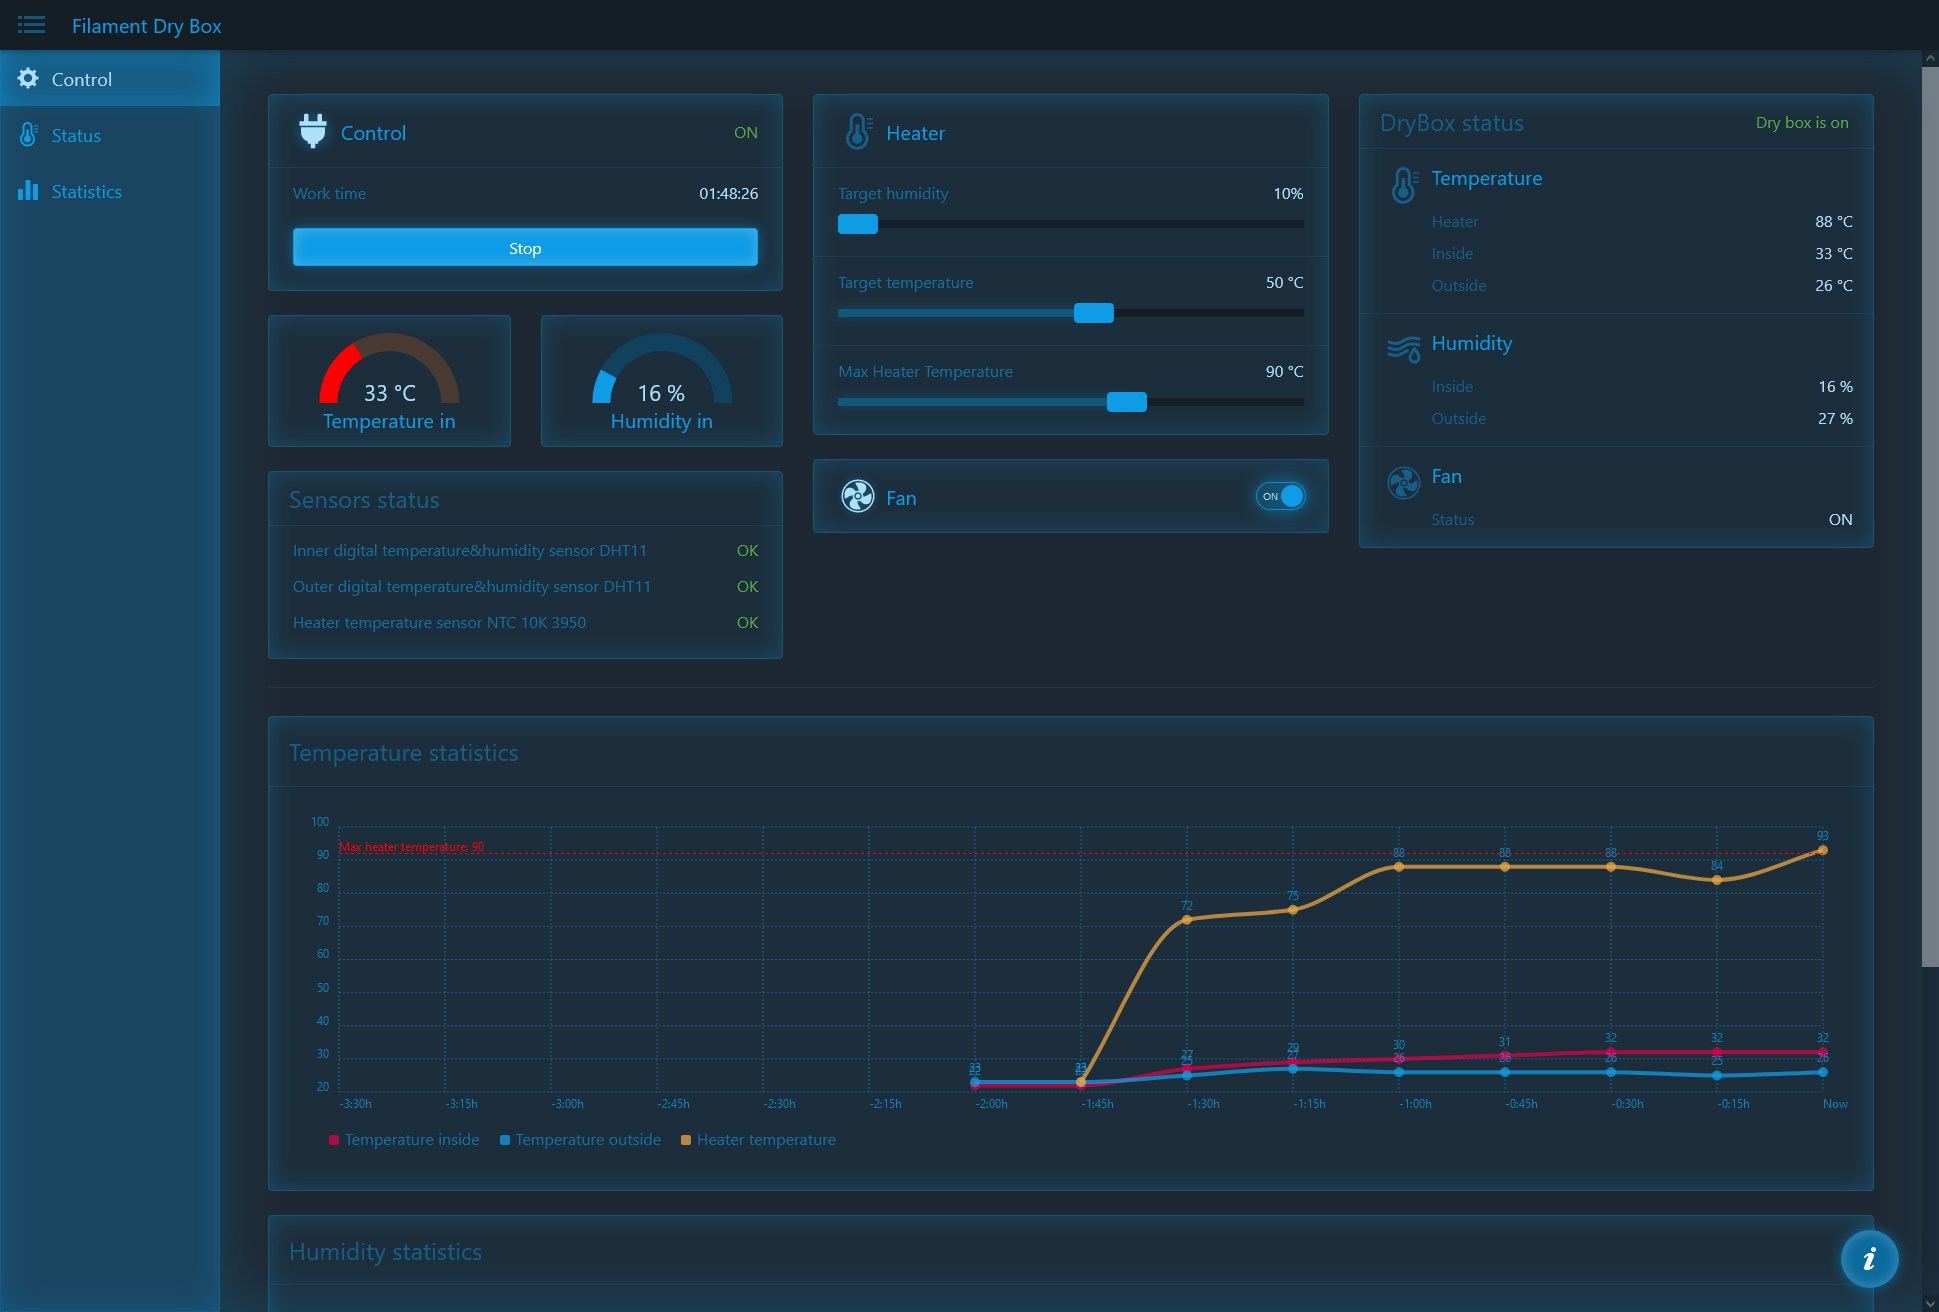 Filament Dry Box
Control
Status
Statistics
Control
ON
Work time
01:48:26
Stop
33 °C
Temperature in
16 %
Humidity in
Sensors status
Inner digital temperature&humidity sensor DHT11
OK
Outer digital temperature&humidity sensor DHT11
OK
Heater temperature sensor NTC 10K 3950
OK
Heater
Target humidity
10%
Target temperature
50 °C
Max Heater Temperature
90 °C
Fan
ON
DryBox status
Dry box is on
Temperature
Heater
88 °C
Inside
33 °C
Outside
26 °C
Humidity
Inside
16 %
Outside
27 %
Fan
Status
ON
Temperature statistics
100
90
80
70
60
50
40
30
20
Max heater temperature: 90
72
75
88
88
88
84
93
27
29
30
31
32
32
32
25
27
26
26
26
25
26
-3:30h
-3:15h
-3:00h
-2:45h
-2:30h
-2:15h
-2:00h
-1:45h
-1:30h
-1:15h
-1:00h
-0:45h
-0:30h
-0:15h
Now
Temperature inside
Temperature outside
Heater temperature
Humidity statistics
i